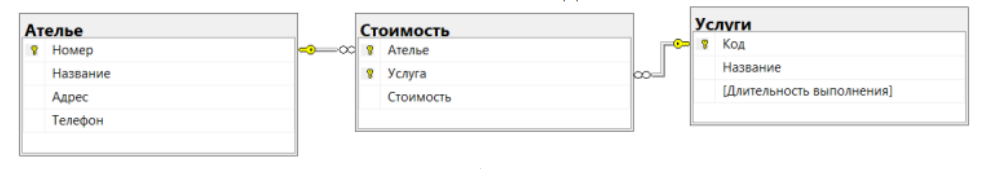 Ателье
Номер
Название
Адрес
Телефон
Стоимость
Ателье
Услуга
Стоимость
Услуги
Код
Название
[Длительность выполнения]